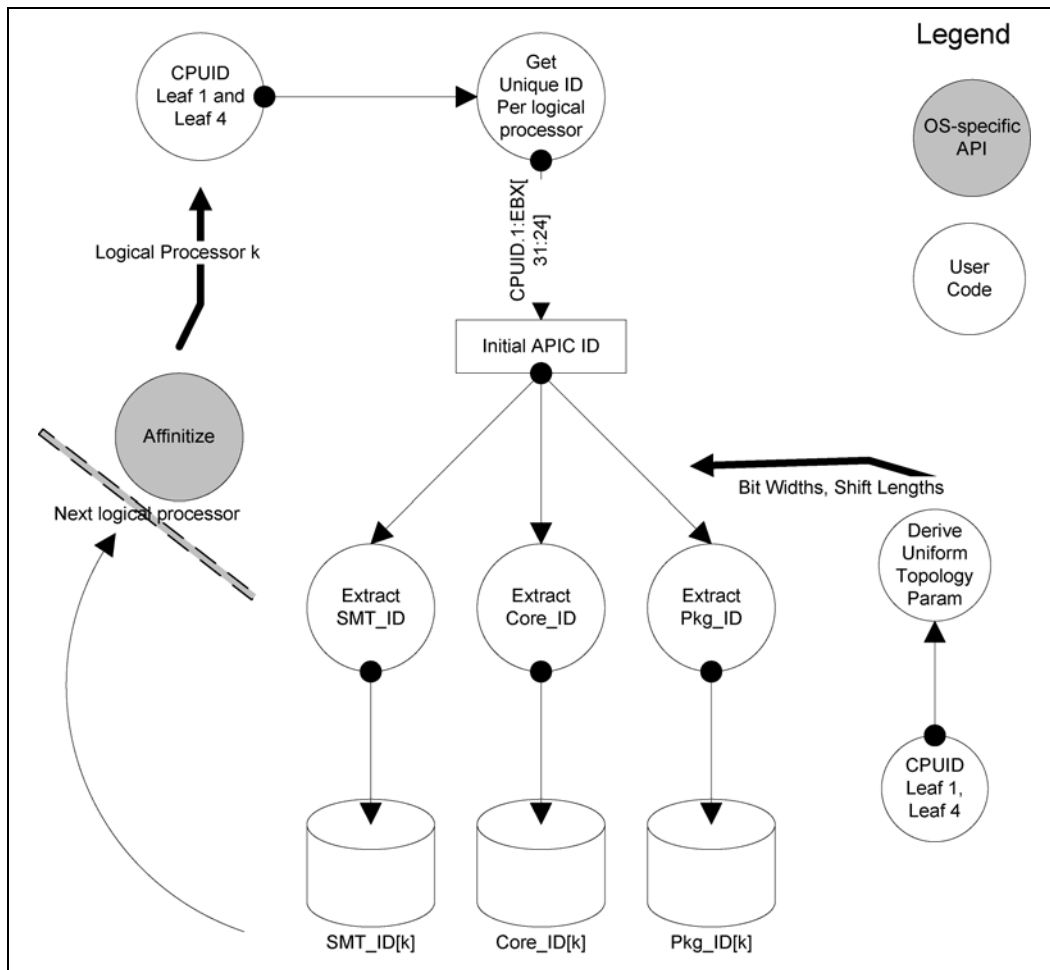 Legend
CPUID
Leaf 1 and
Leaf 4
Get
Unique ID
Per logical
processor
OS-specific
API
User
Code
CPUID.1:EBX[
31:24]
Logical Processor k
Initial APIC ID
Affinitize
Next logical processor
Bit Widths, Shift Lengths
Derive
Uniform
Topology
Param
Extract
SMT_ID
Extract
Core_ID
Extract
Pkg_ID
CPUID
Leaf 1,
Leaf 4
SMT_ID[k]
Core_ID[k]
Pkg_ID[k]